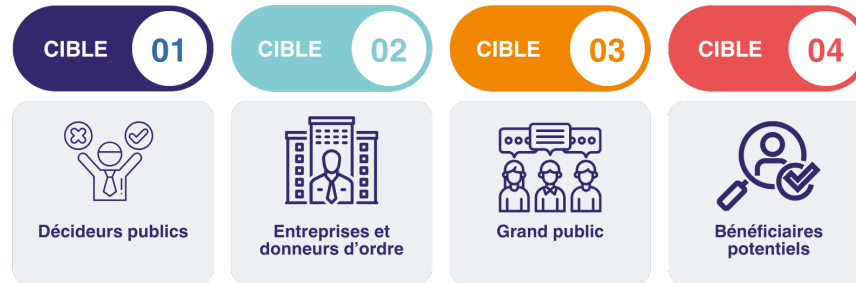 CIBLE 01
CIBLE 02
CIBLE 03
CIBLE 04
Décideurs publics
Entreprises et
donneurs d’ordre
Grand public
Bénéficiaires
potentiels